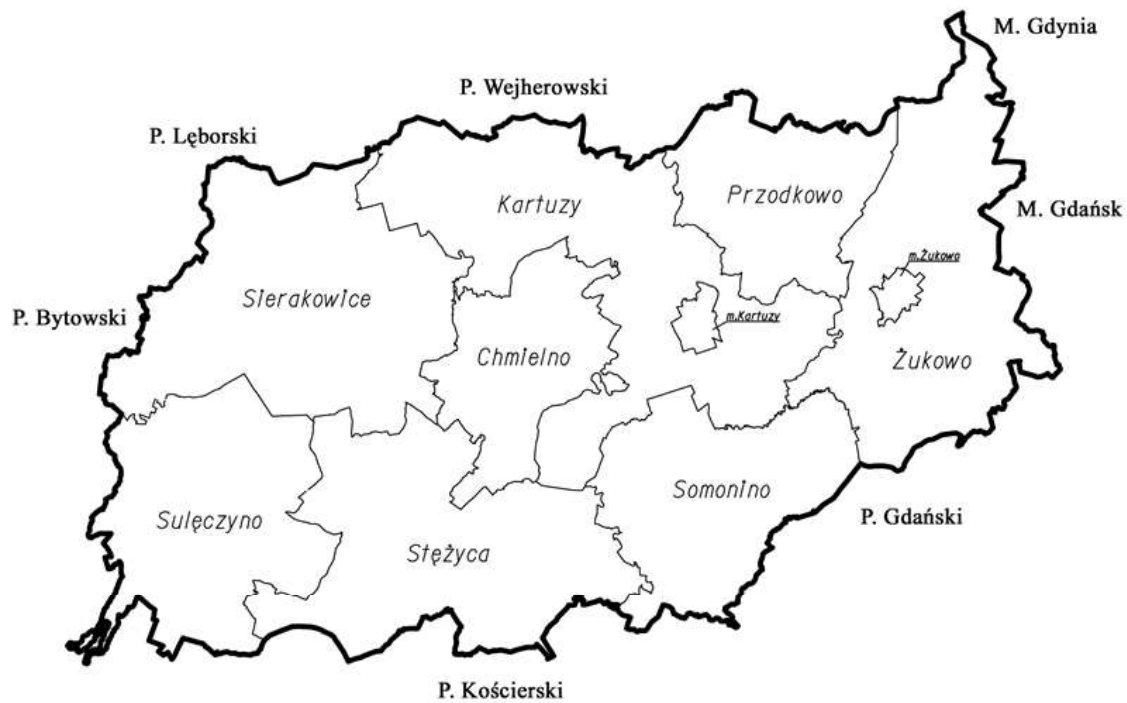 M. Gdynia
P. Wejherowski
P. Lęborski
Kartuzy
Przodkowo
M. Gdańsk
m.Żukowo
Sierakowice
P. Bytowski
m.Kartuzy
Chmielno
Żukowo
Somonino
Sulęczyno
P. Gdański
Stężyca
P. Kościerski